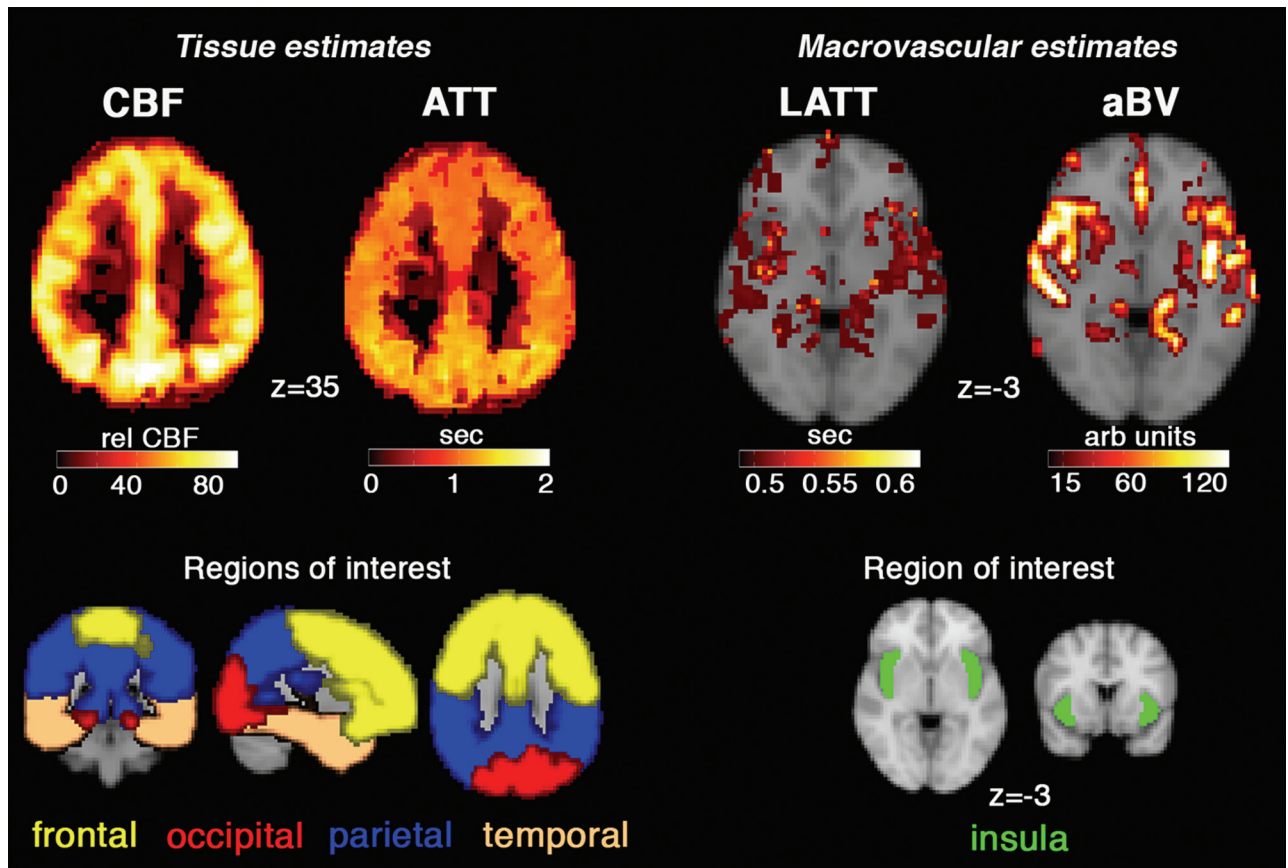 Tissue estimates
Macrovascular estimates
CBF
ATT
LATT
aBV
z=35
z=-3
rel CBF
0 40 80
sec
0 1 2
sec
0.5 0.55 0.6
arb units
15 60 120
Regions of interest
Region of interest
z=-3
frontal occipital parietal temporal
insula